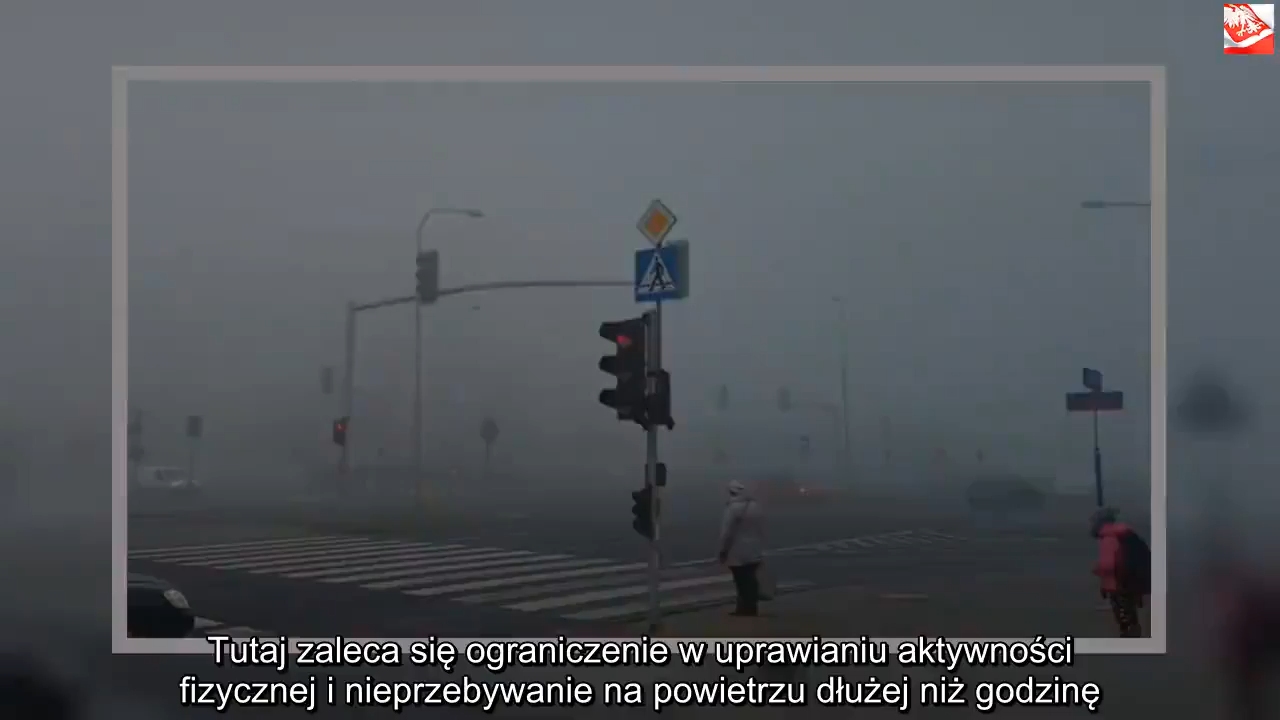 Tutaj zaleca się ograniczenie w uprawianiu aktywności
fizycznej i nieprzebywanie na powietrzu dłużej niż godzinę